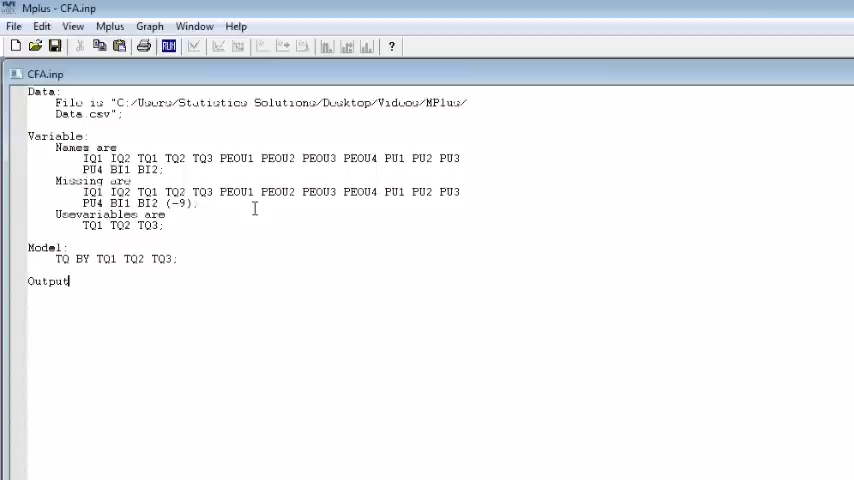 Mplus - CFA.inp
File Edit View Mplus Graph Window Help
RUN ?
CFA.inp
Data:
File is "C:/Users/Statistics Solutions/Desktop/Videos/MPlus/
Data.csv";
Variable:
Names are
IQ1 IQ2 TQ1 TQ2 TQ3 PEOU1 PEOU2 PEOU3 PEOU4 PU1 PU2 PU3
PU4 BI1 BI2;
Missing are
IQ1 IQ2 TQ1 TQ2 TQ3 PEOU1 PEOU2 PEOU3 PEOU4 PU1 PU2 PU3
PU4 BI1 BI2 (-9);
Usevariables are
TQ1 TQ2 TQ3;
Model:
TQ BY TQ1 TQ2 TQ3;
Output